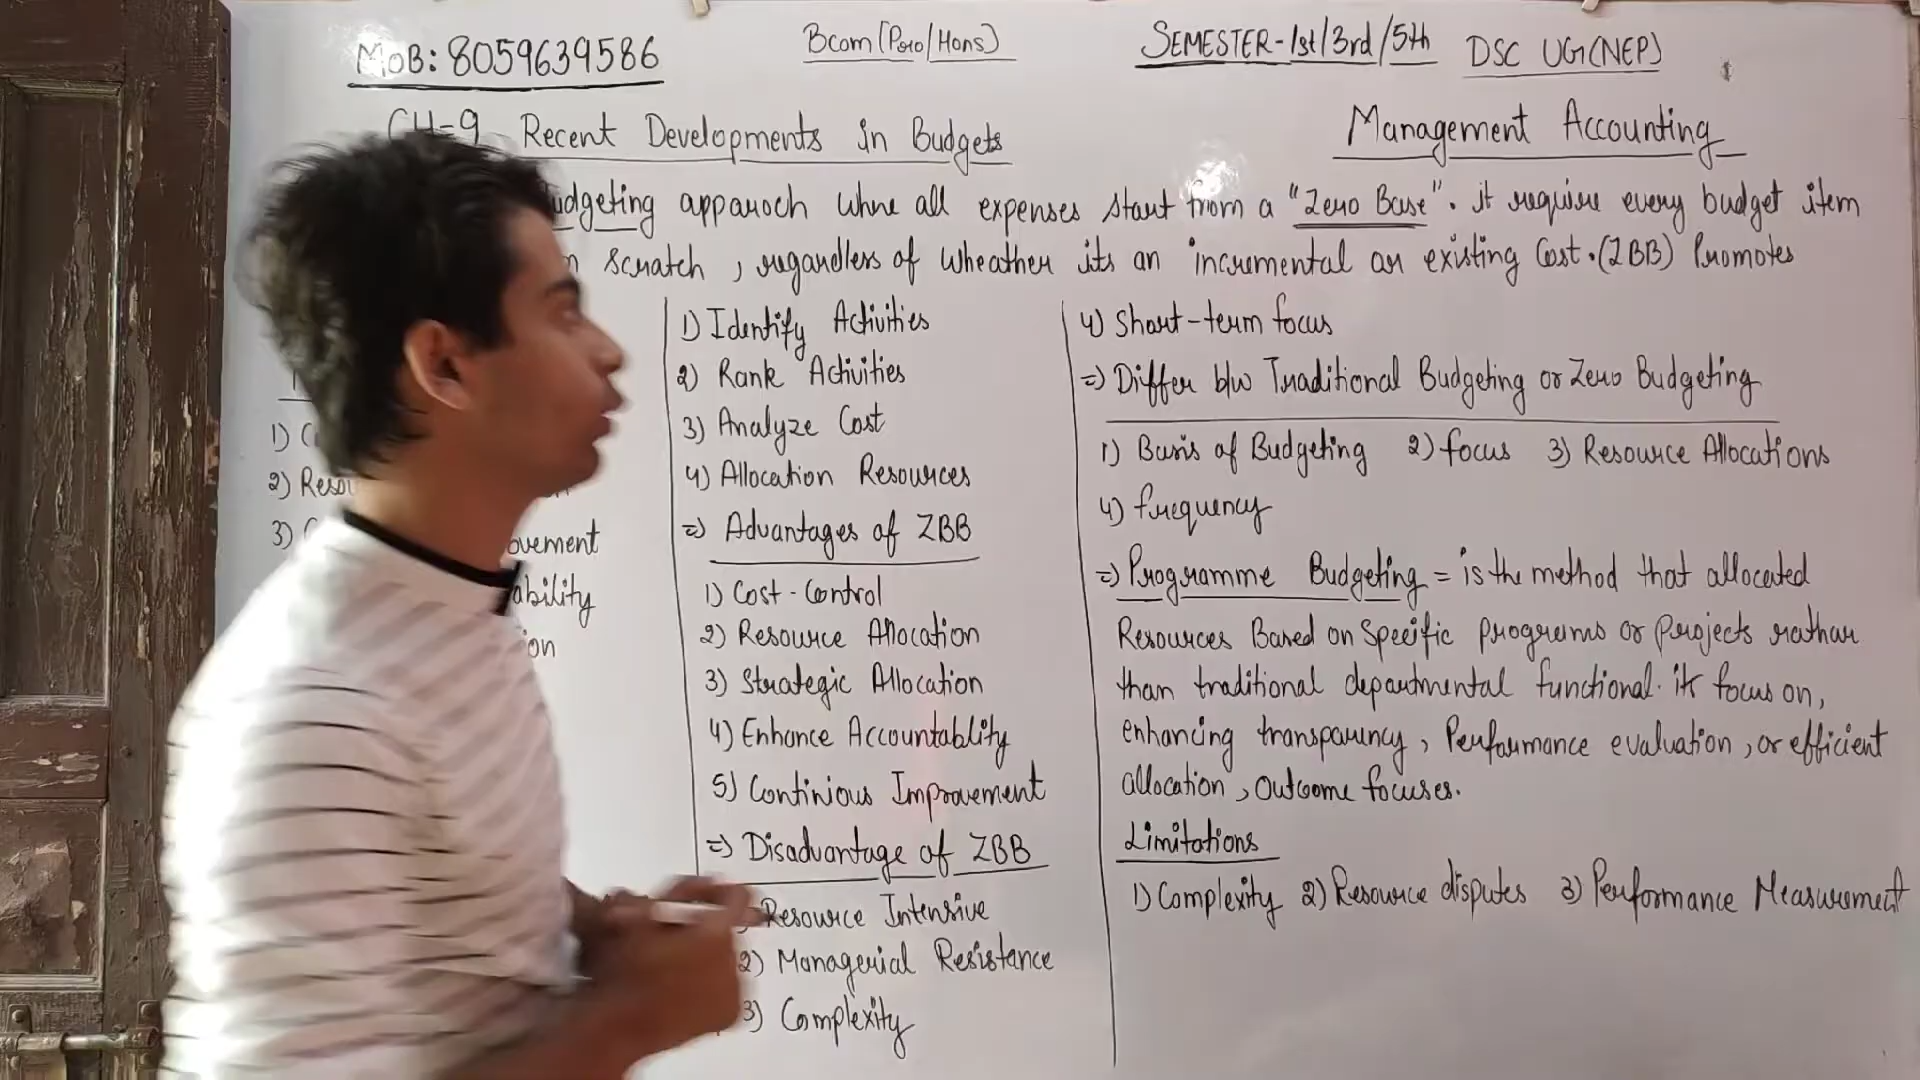 MOB: 8059639586
Bcom (Pro/Hons)
SEMESTER-1st/3rd/5th
DSC UG(NEP)
CH-9 Recent Developments in Budgets
Management Accounting
udgeting apparoch where all expenses start from a "Zero Base". it require every budget item
scratch, regardless of wheather its an incremental or existing Cost. (ZBB) Promotes
1)
2) Reso
3)
ovement
ability
on
1) Identify Activities
2) Rank Activities
3) Analyze Cost
4) Allocation Resources
=> Advantages of ZBB
1) Cost-Control
2) Resource Allocation
3) Strategic Allocation
4) Enhance Accountablity
5) Continious Improvement
=> Disadvantage of ZBB
Resource Intensive
2) Managerial Resistance
3) Complexity
4) Short-term focus
=> Differ b/w Traditional Budgeting or Zero Budgeting
1) Basis of Budgeting 2) focus 3) Resource Allocations
4) frequency
=> Programme Budgeting = is the method that allocated
Resources Based on Specific programs or projects rathar
than traditional departmental functional. it focus on,
enhancing transparency, Performance evaluation, or efficient
allocation, outcome focuses.
Limitations
1) Complexity 2) Resource disputes 3) Performance Measurement